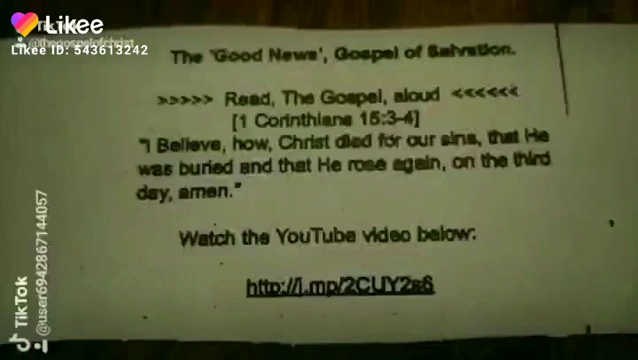 Likee
Likee ID: 543613242
The 'Good News', Gospel of Salvation.
>>>>> Read, The Gospel, aloud <<<<<<
[1 Corinthians 15:3-4]
"I Believe, how, Christ died for our sins, that He
was buried and that He rose again, on the third
day, amen."
Watch the YouTube video below:
http://j.mp/2CUY2s6
TikTok
@user6942867144057